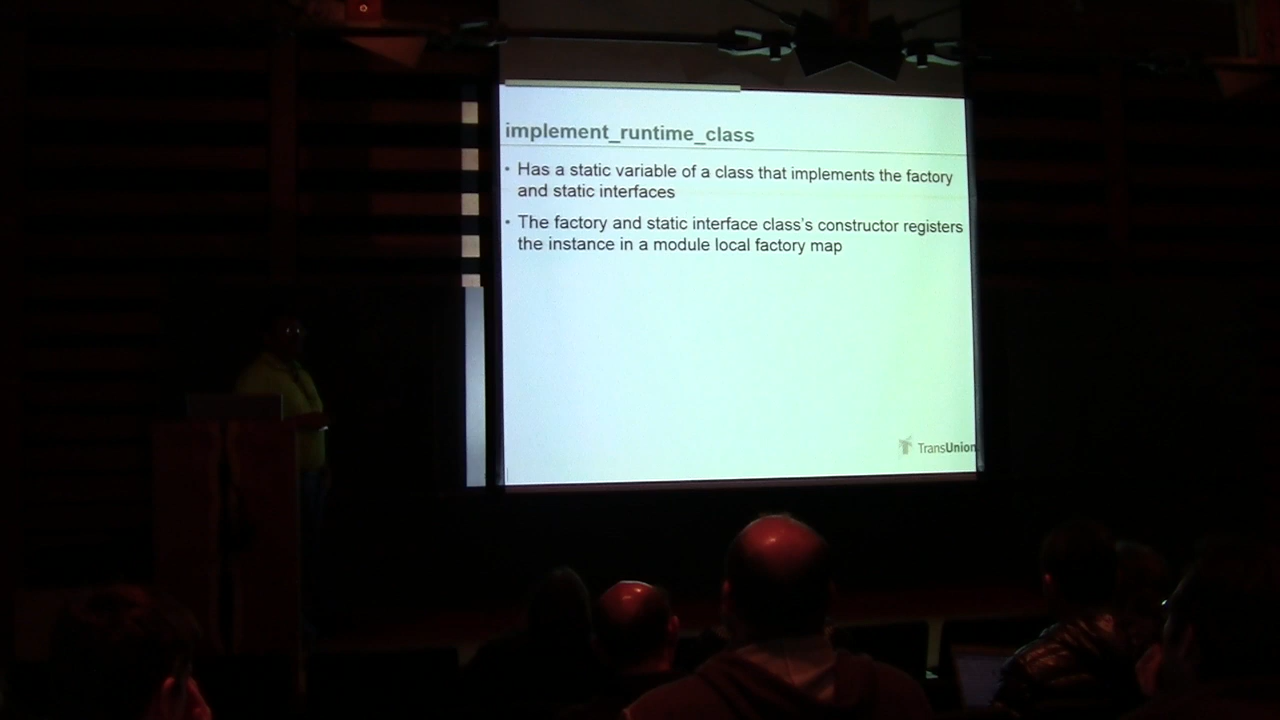 implement_runtime_class
• Has a static variable of a class that implements the factory
and static interfaces
• The factory and static interface class's constructor registers
the instance in a module local factory map
TransUnion